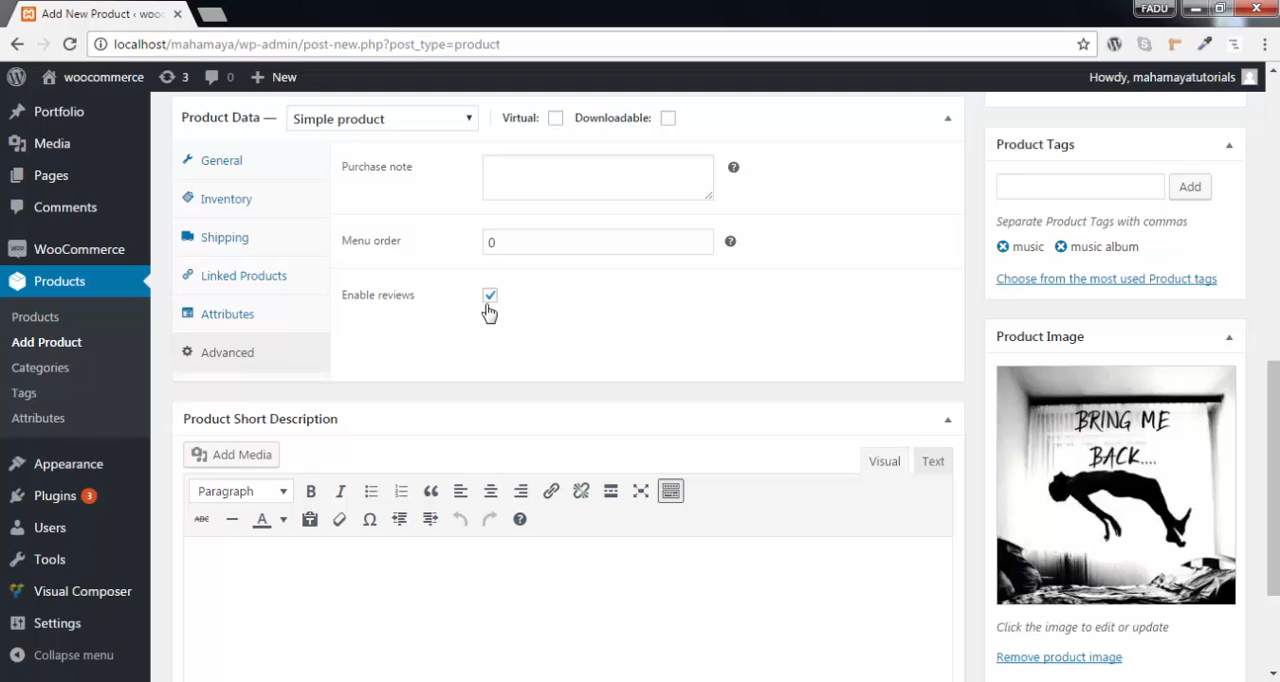 Add New Product ‹ woo
FADU
localhost/mahamaya/wp-admin/post-new.php?post_type=product
woocommerce 3 0 New
Howdy, mahamayatutorials
Portfolio
Media
Pages
Comments
WooCommerce
Products
Products
Add Product
Categories
Tags
Attributes
Appearance
Plugins 3
Users
Tools
Visual Composer
Settings
Collapse menu
Product Data — Simple product Virtual: Downloadable:
General
Inventory
Shipping
Linked Products
Attributes
Advanced
Purchase note
Menu order 0
Enable reviews
Product Short Description
Add Media
Visual Text
Paragraph B I
ABC A Ω
Product Tags
Add
Separate Product Tags with commas
music music album
Choose from the most used Product tags
Product Image
BRING ME
BACK....
Click the image to edit or update
Remove product image